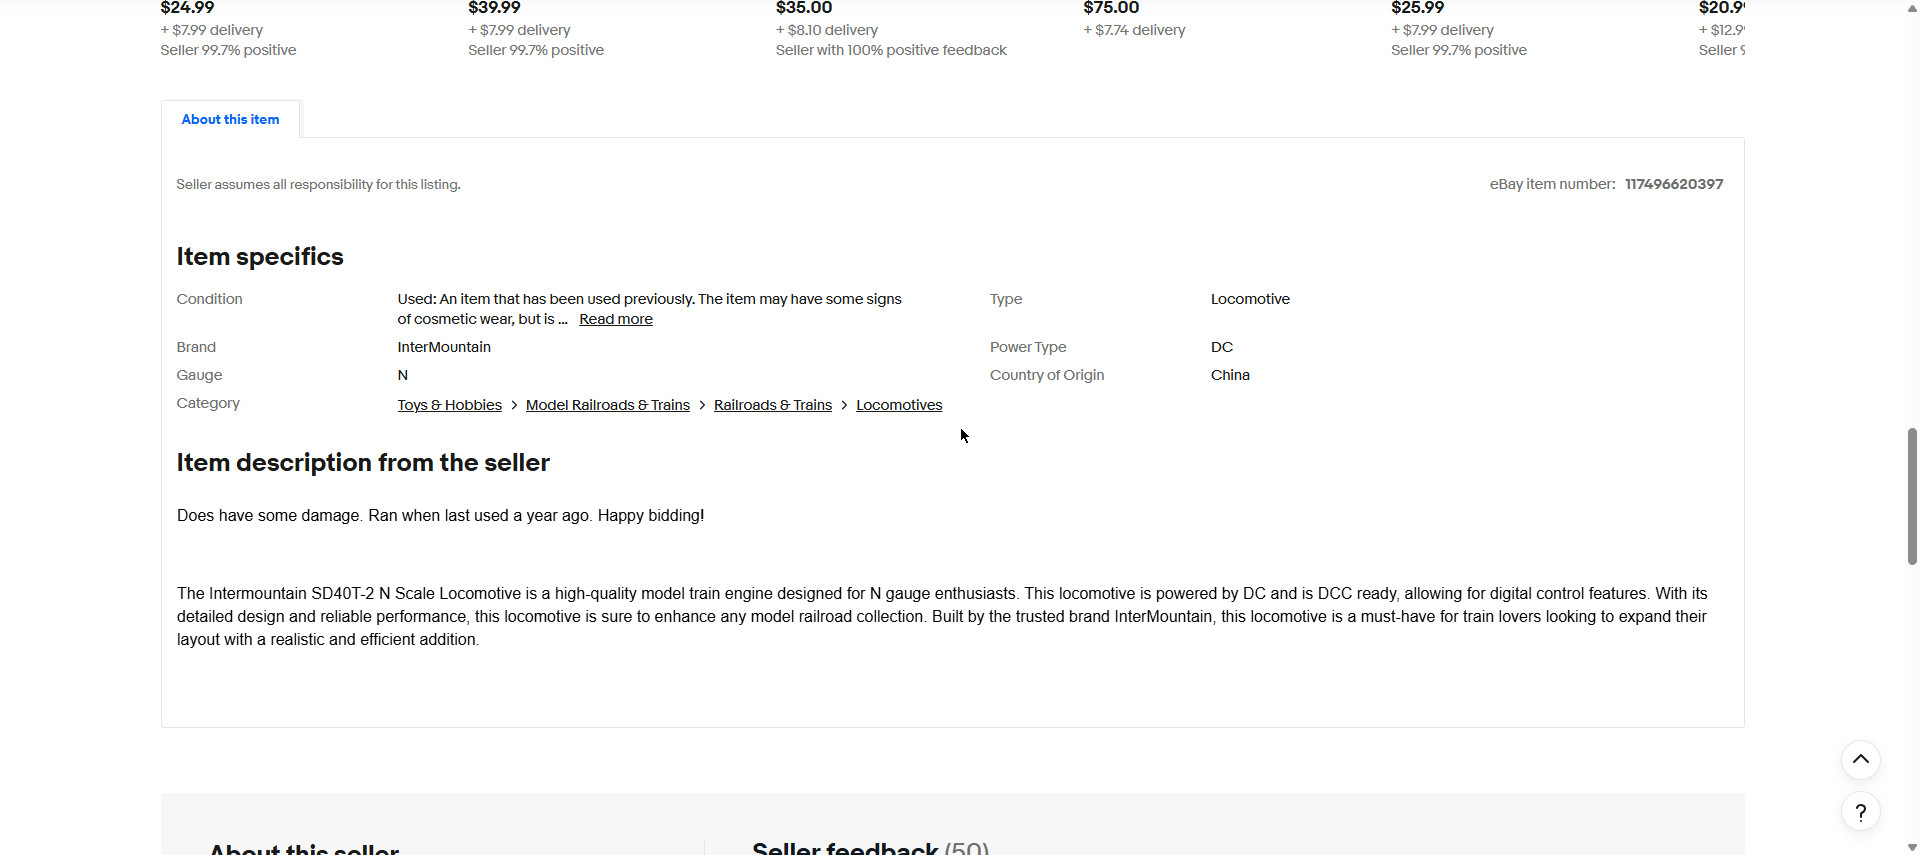 $24.99 $39.99 $35.00 $75.00 $25.99
+ $7.99 delivery + $7.99 delivery + $8.10 delivery + $7.74 delivery + $7.99 delivery
Seller 99.7% positive Seller 99.7% positive Seller with 100% positive feedback Seller 99.7% positive Seller
About this item
Seller assumes all responsibility for this listing. eBay item number: 117496620397
Item specifics
Condition Used: An item that has been used previously. The item may have some signs Type Locomotive
of cosmetic wear, but is ... Read more
Brand InterMountain Power Type DC
Gauge N Country of Origin China
Category Toys & Hobbies > Model Railroads & Trains > Railroads & Trains > Locomotives
Item description from the seller
Does have some damage. Ran when last used a year ago. Happy bidding!
The Intermountain SD40T-2 N Scale Locomotive is a high-quality model train engine designed for N gauge enthusiasts. This locomotive is powered by DC and is DCC ready, allowing for digital control features. With its
detailed design and reliable performance, this locomotive is sure to enhance any model railroad collection. Built by the trusted brand InterMountain, this locomotive is a must-have for train lovers looking to expand their
layout with a realistic and efficient addition.
?
About this seller Seller feedback (50)